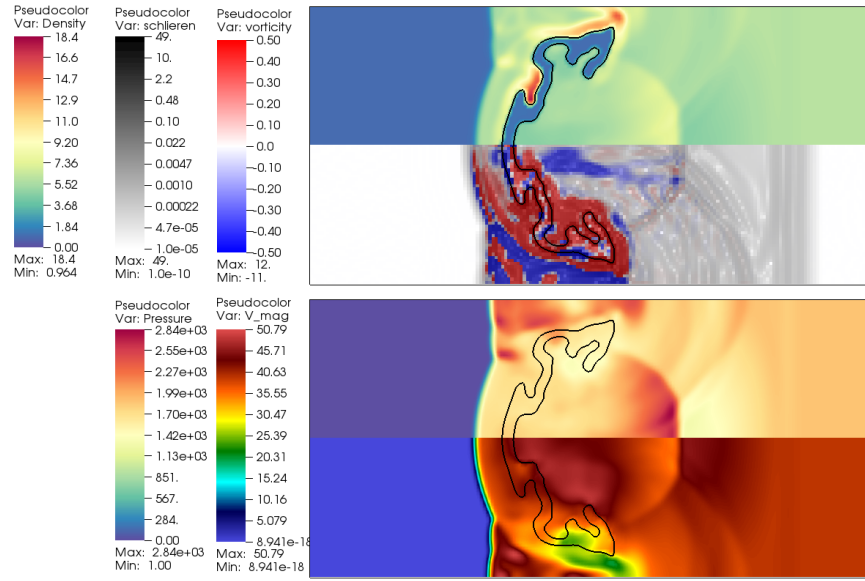 Pseudocolor
Var: Density
18.4
16.6
14.7
12.9
11.0
9.20
7.36
5.52
3.68
1.84
0.00
Max: 18.4
Min: 0.964
Pseudocolor
Var: schlieren
49.
10.
2.2
0.48
0.10
0.022
0.0047
0.0010
0.00022
4.7e-05
1.0e-05
Max: 49.
Min: 1.0e-10
Pseudocolor
Var: vorticity
0.50
0.40
0.30
0.20
0.10
0.0
-0.10
-0.20
-0.30
-0.40
-0.50
Max: 12.
Min: -11.
Pseudocolor
Var: Pressure
2.84e+03
2.55e+03
2.27e+03
1.99e+03
1.70e+03
1.42e+03
1.13e+03
851.
567.
284.
0.00
Max: 2.84e+03
Min: 1.00
Pseudocolor
Var: V_mag
50.79
45.71
40.63
35.55
30.47
25.39
20.31
15.24
10.16
5.079
8.941e-18
Max: 50.79
Min: 8.941e-18